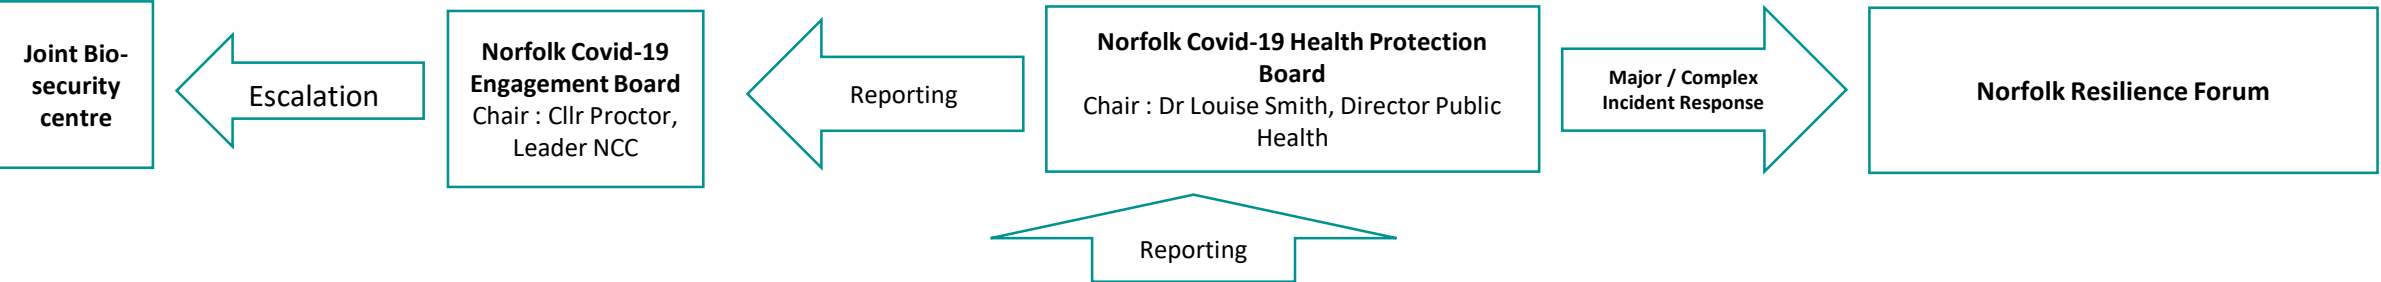 Joint Bio-
security
centre
Escalation
Norfolk Covid-19
Engagement Board
Chair : Cllr Proctor,
Leader NCC
Reporting
Norfolk Covid-19 Health Protection
Board
Chair : Dr Louise Smith, Director Public
Health
Major / Complex
Incident Response
Norfolk Resilience Forum
Reporting